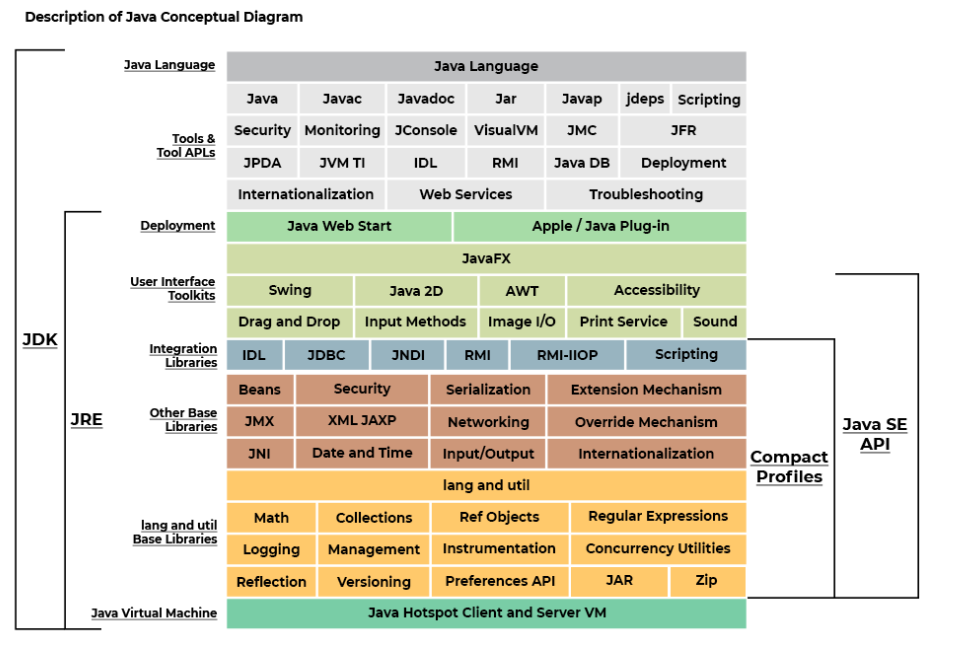 Description of Java Conceptual Diagram
Java Language
Java Language
Tools &
Tool APLs
Java Javac Javadoc Jar Javap jdeps Scripting
Security Monitoring JConsole VisualVM JMC JFR
JPDA JVM TI IDL RMI Java DB Deployment
Internationalization Web Services Troubleshooting
Deployment
Java Web Start Apple / Java Plug-in
JavaFX
User Interface
Toolkits
Swing Java 2D AWT Accessibility
Drag and Drop Input Methods Image I/O Print Service Sound
Integration
Libraries
IDL JDBC JNDI RMI RMI-IIOP Scripting
Other Base
Libraries
Beans Security Serialization Extension Mechanism
JMX XML JAXP Networking Override Mechanism
JNI Date and Time Input/Output Internationalization
lang and util
lang and util
Base Libraries
Math Collections Ref Objects Regular Expressions
Logging Management Instrumentation Concurrency Utilities
Reflection Versioning Preferences API JAR Zip
Java Virtual Machine
Java Hotspot Client and Server VM
JDK
JRE
Compact
Profiles
Java SE
API